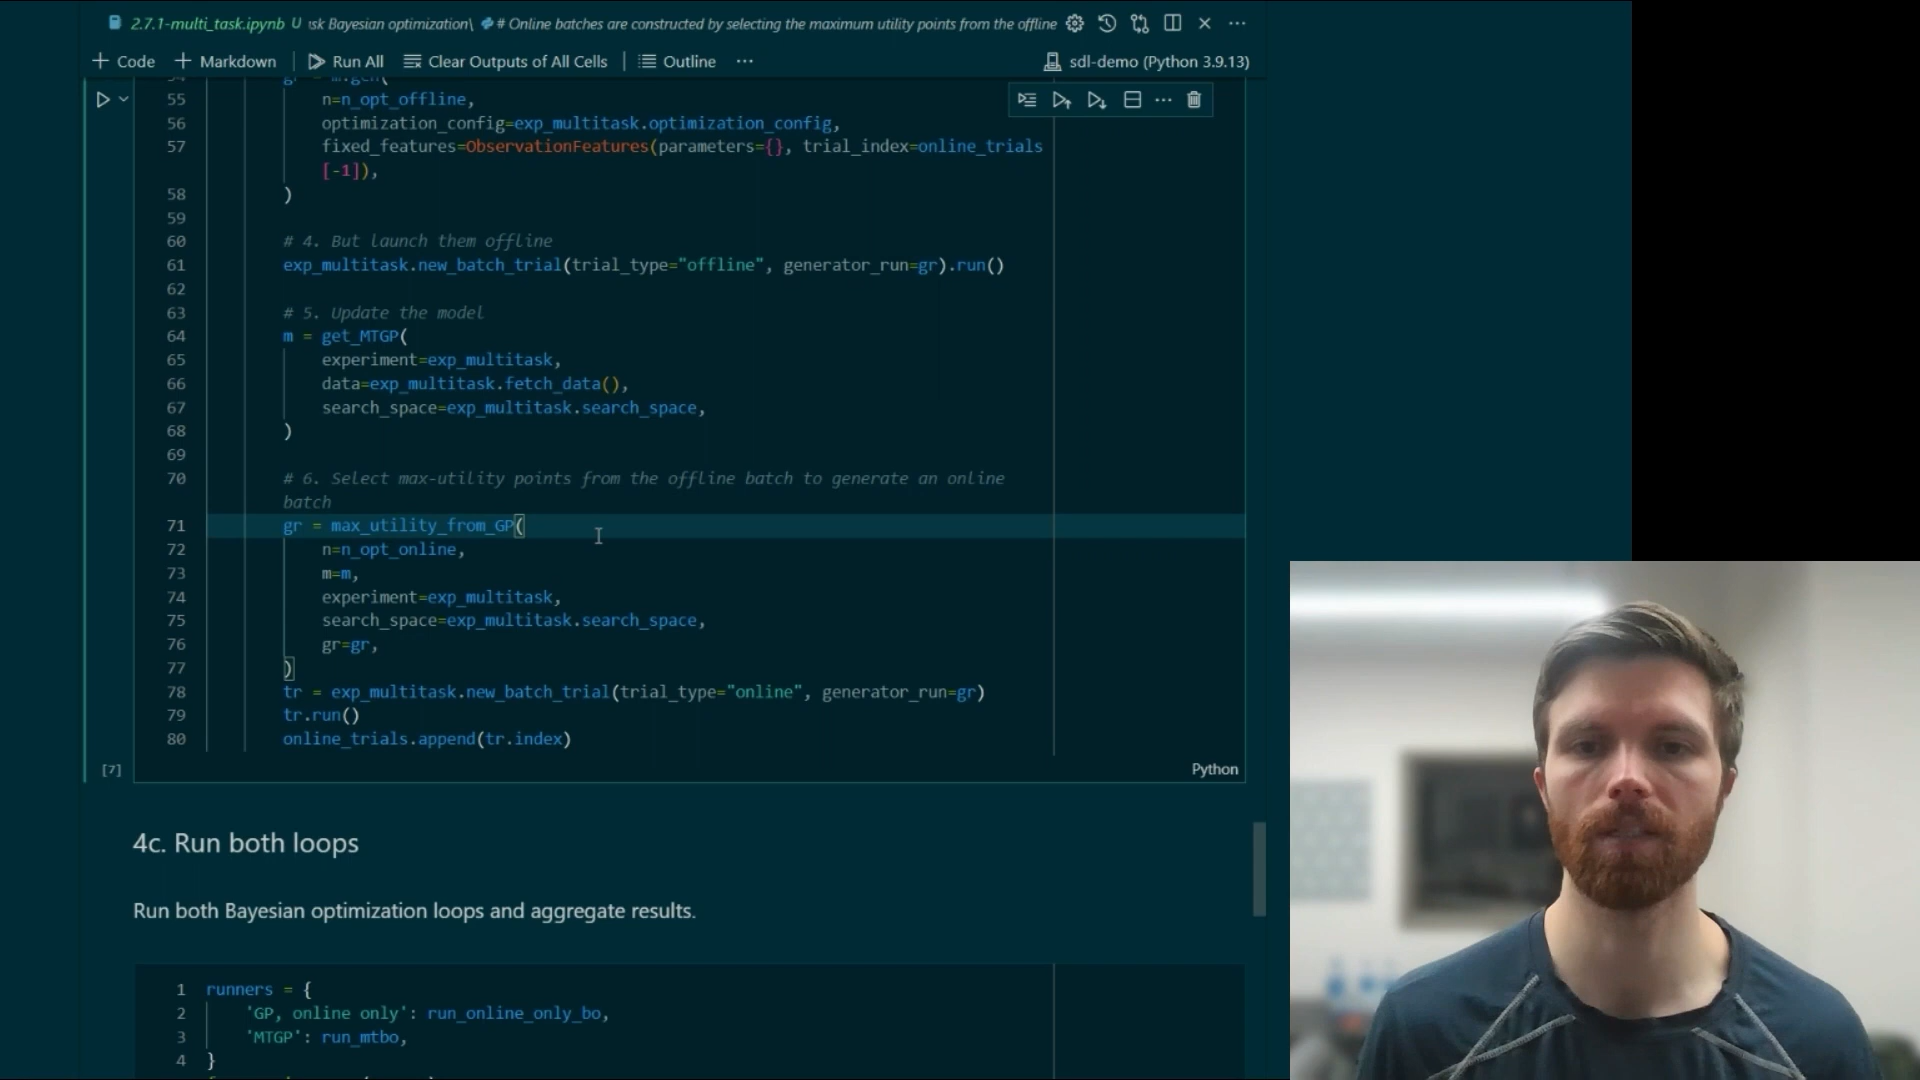 2.7.1-multi_task.ipynb U sk Bayesian optimization\ # Online batches are constructed by selecting the maximum utility points from the offline
Code Markdown Run All Clear Outputs of All Cells Outline ... sdl-demo (Python 3.9.13)
54 gr = m.gen(
55 n=n_opt_offline,
56 optimization_config=exp_multitask.optimization_config,
57 fixed_features=ObservationFeatures(parameters={}, trial_index=online_trials
[-1]),
58 )
59
60 # 4. But launch them offline
61 exp_multitask.new_batch_trial(trial_type="offline", generator_run=gr).run()
62
63 # 5. Update the model
64 m = get_MTGP(
65 experiment=exp_multitask,
66 data=exp_multitask.fetch_data(),
67 search_space=exp_multitask.search_space,
68 )
69
70 # 6. Select max-utility points from the offline batch to generate an online
batch
71 gr = max_utility_from_GP(
72 n=n_opt_online,
73 m=m,
74 experiment=exp_multitask,
75 search_space=exp_multitask.search_space,
76 gr=gr,
77 )
78 tr = exp_multitask.new_batch_trial(trial_type="online", generator_run=gr)
79 tr.run()
80 online_trials.append(tr.index)
[7] Python
4c. Run both loops
Run both Bayesian optimization loops and aggregate results.
1 runners = {
2 'GP, online only': run_online_only_bo,
3 'MTGP': run_mtbo,
4 }